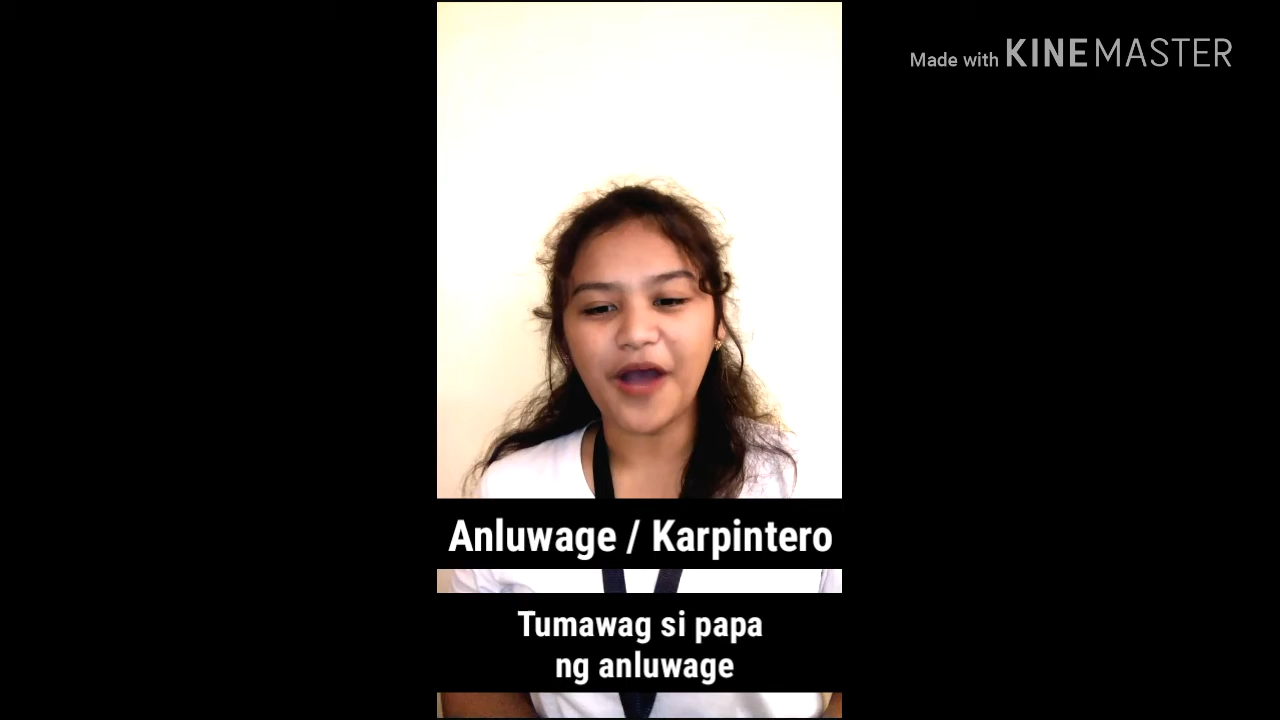 Made with KINEMASTER
Anluwage / Karpintero
Tumawag si papa
ng anluwage